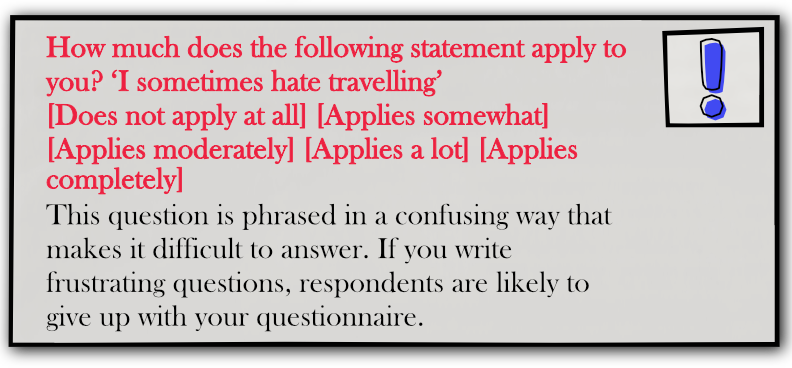 How much does the following statement apply to
you? ‘I sometimes hate travelling’
[Does not apply at all] [Applies somewhat]
[Applies moderately] [Applies a lot] [Applies
completely]
This question is phrased in a confusing way that
makes it difficult to answer. If you write
frustrating questions, respondents are likely to
give up with your questionnaire.
!